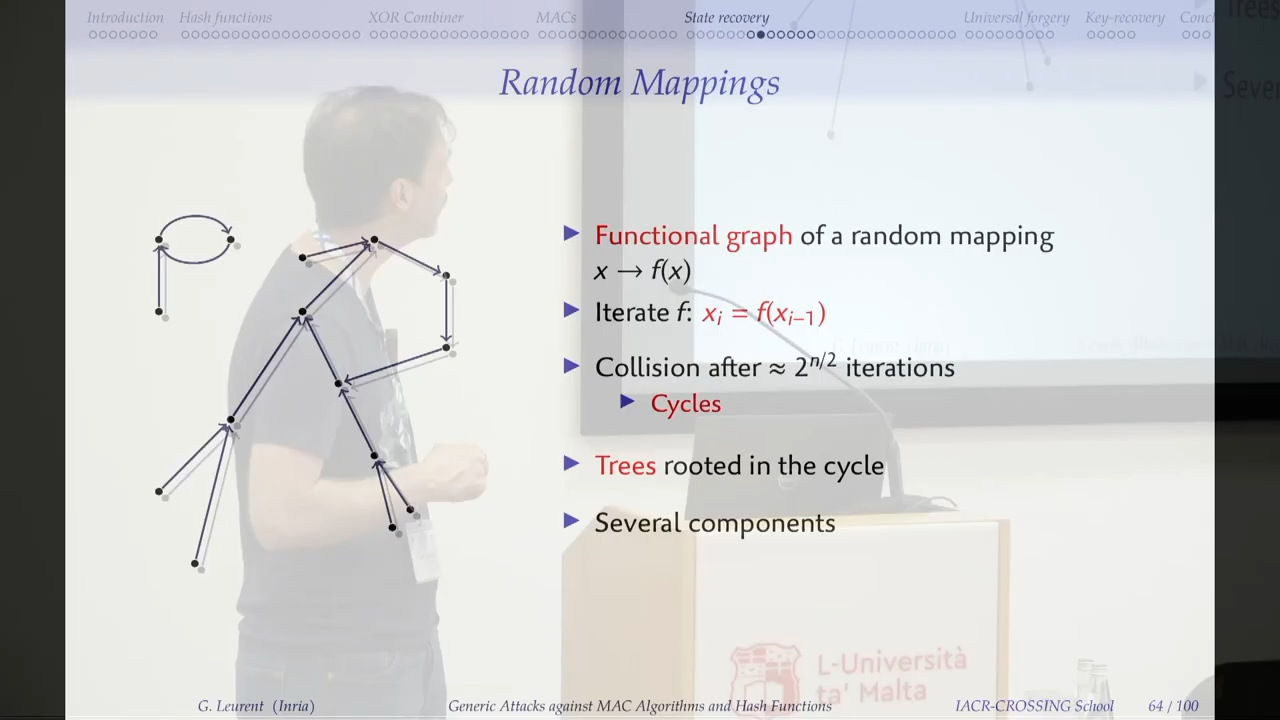 Introduction Hash functions XOR Combiner MACs State recovery Universal forgery Key-recovery
Random Mappings
Trees
Functional graph of a random mapping
x → f(x)
Iterate f: xᵢ = f(xᵢ₋₁)
Collision after ≈ 2ⁿ/² iterations
Cycles
Trees rooted in the cycle
Several components
L-Università
ta' Malta
G. Leurent (Inria) Generic Attacks against MAC Algorithms and Hash Functions IACR-CROSSING School 64 / 100